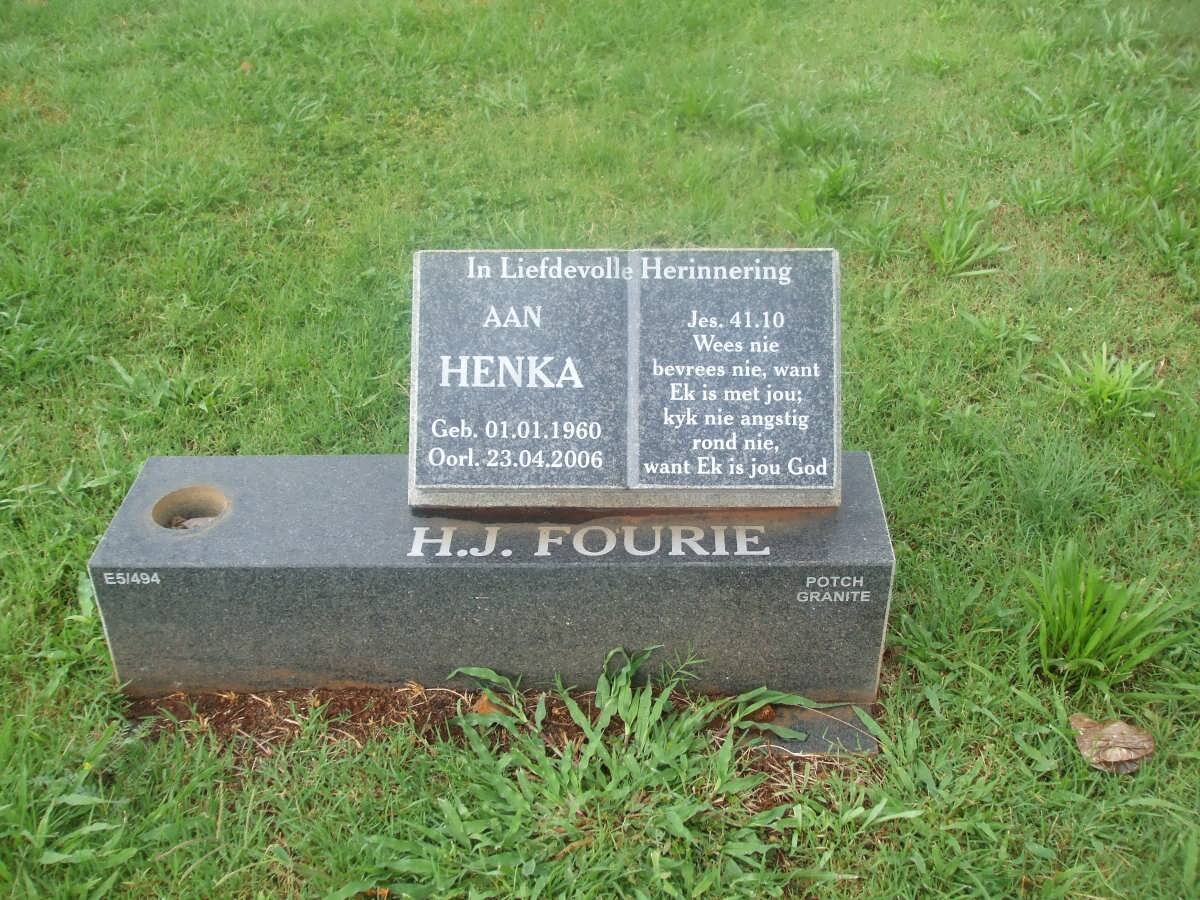 In Liefdevolle Herinnering
AAN
HENKA
Geb. 01.01.1960
Oorl. 23.04.2006
Jes. 41.10
Wees nie
bevrees nie, want
Ek is met jou;
kyk nie angstig
rond nie,
want Ek is jou God
H.J. FOURIE
E5/494
POTCH
GRANITE